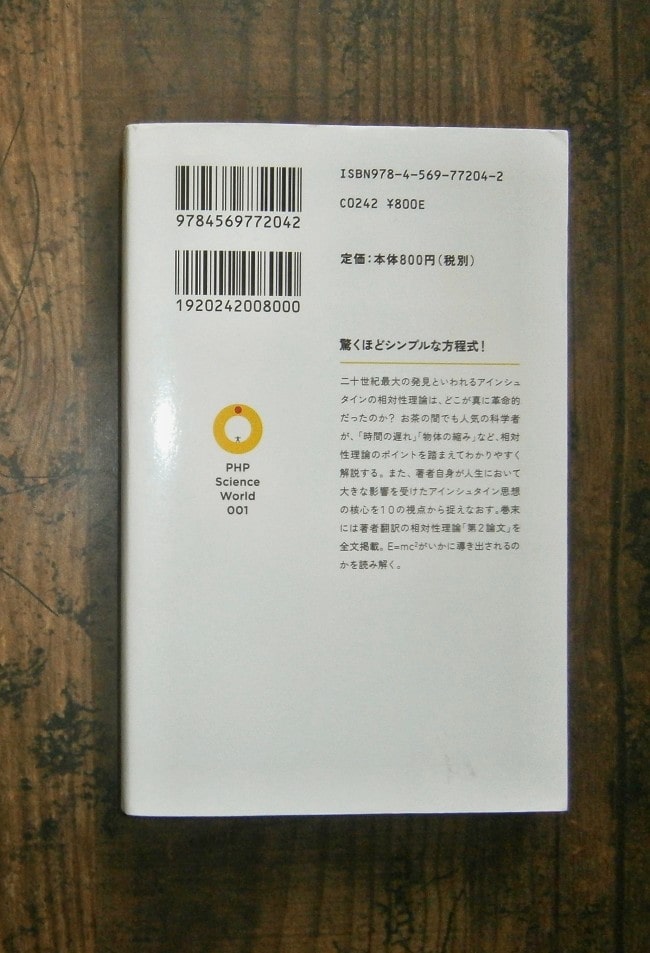 9784569772042
1920242008000
ISBN978-4-569-77204-2
C0242 ¥800E
定価：本体800円（税別）
驚くほどシンプルな方程式！
二十世紀最大の発見といわれるアインシュ
タインの相対性理論は、どこが真に革命的
だったのか？ お茶の間でも人気の科学者
が、「時間の遅れ」「物体の縮み」など、相対
性理論のポイントを踏まえてわかりやすく
解説する。また、著者自身が人生において
大きな影響を受けたアインシュタイン思想
の核心を10の視点から捉えなおす。巻末
には著者翻訳の相対性理論「第2論文」を
全文掲載。E=mc²がいかに導き出されるの
かを読み解く。
PHP
Science
World
001